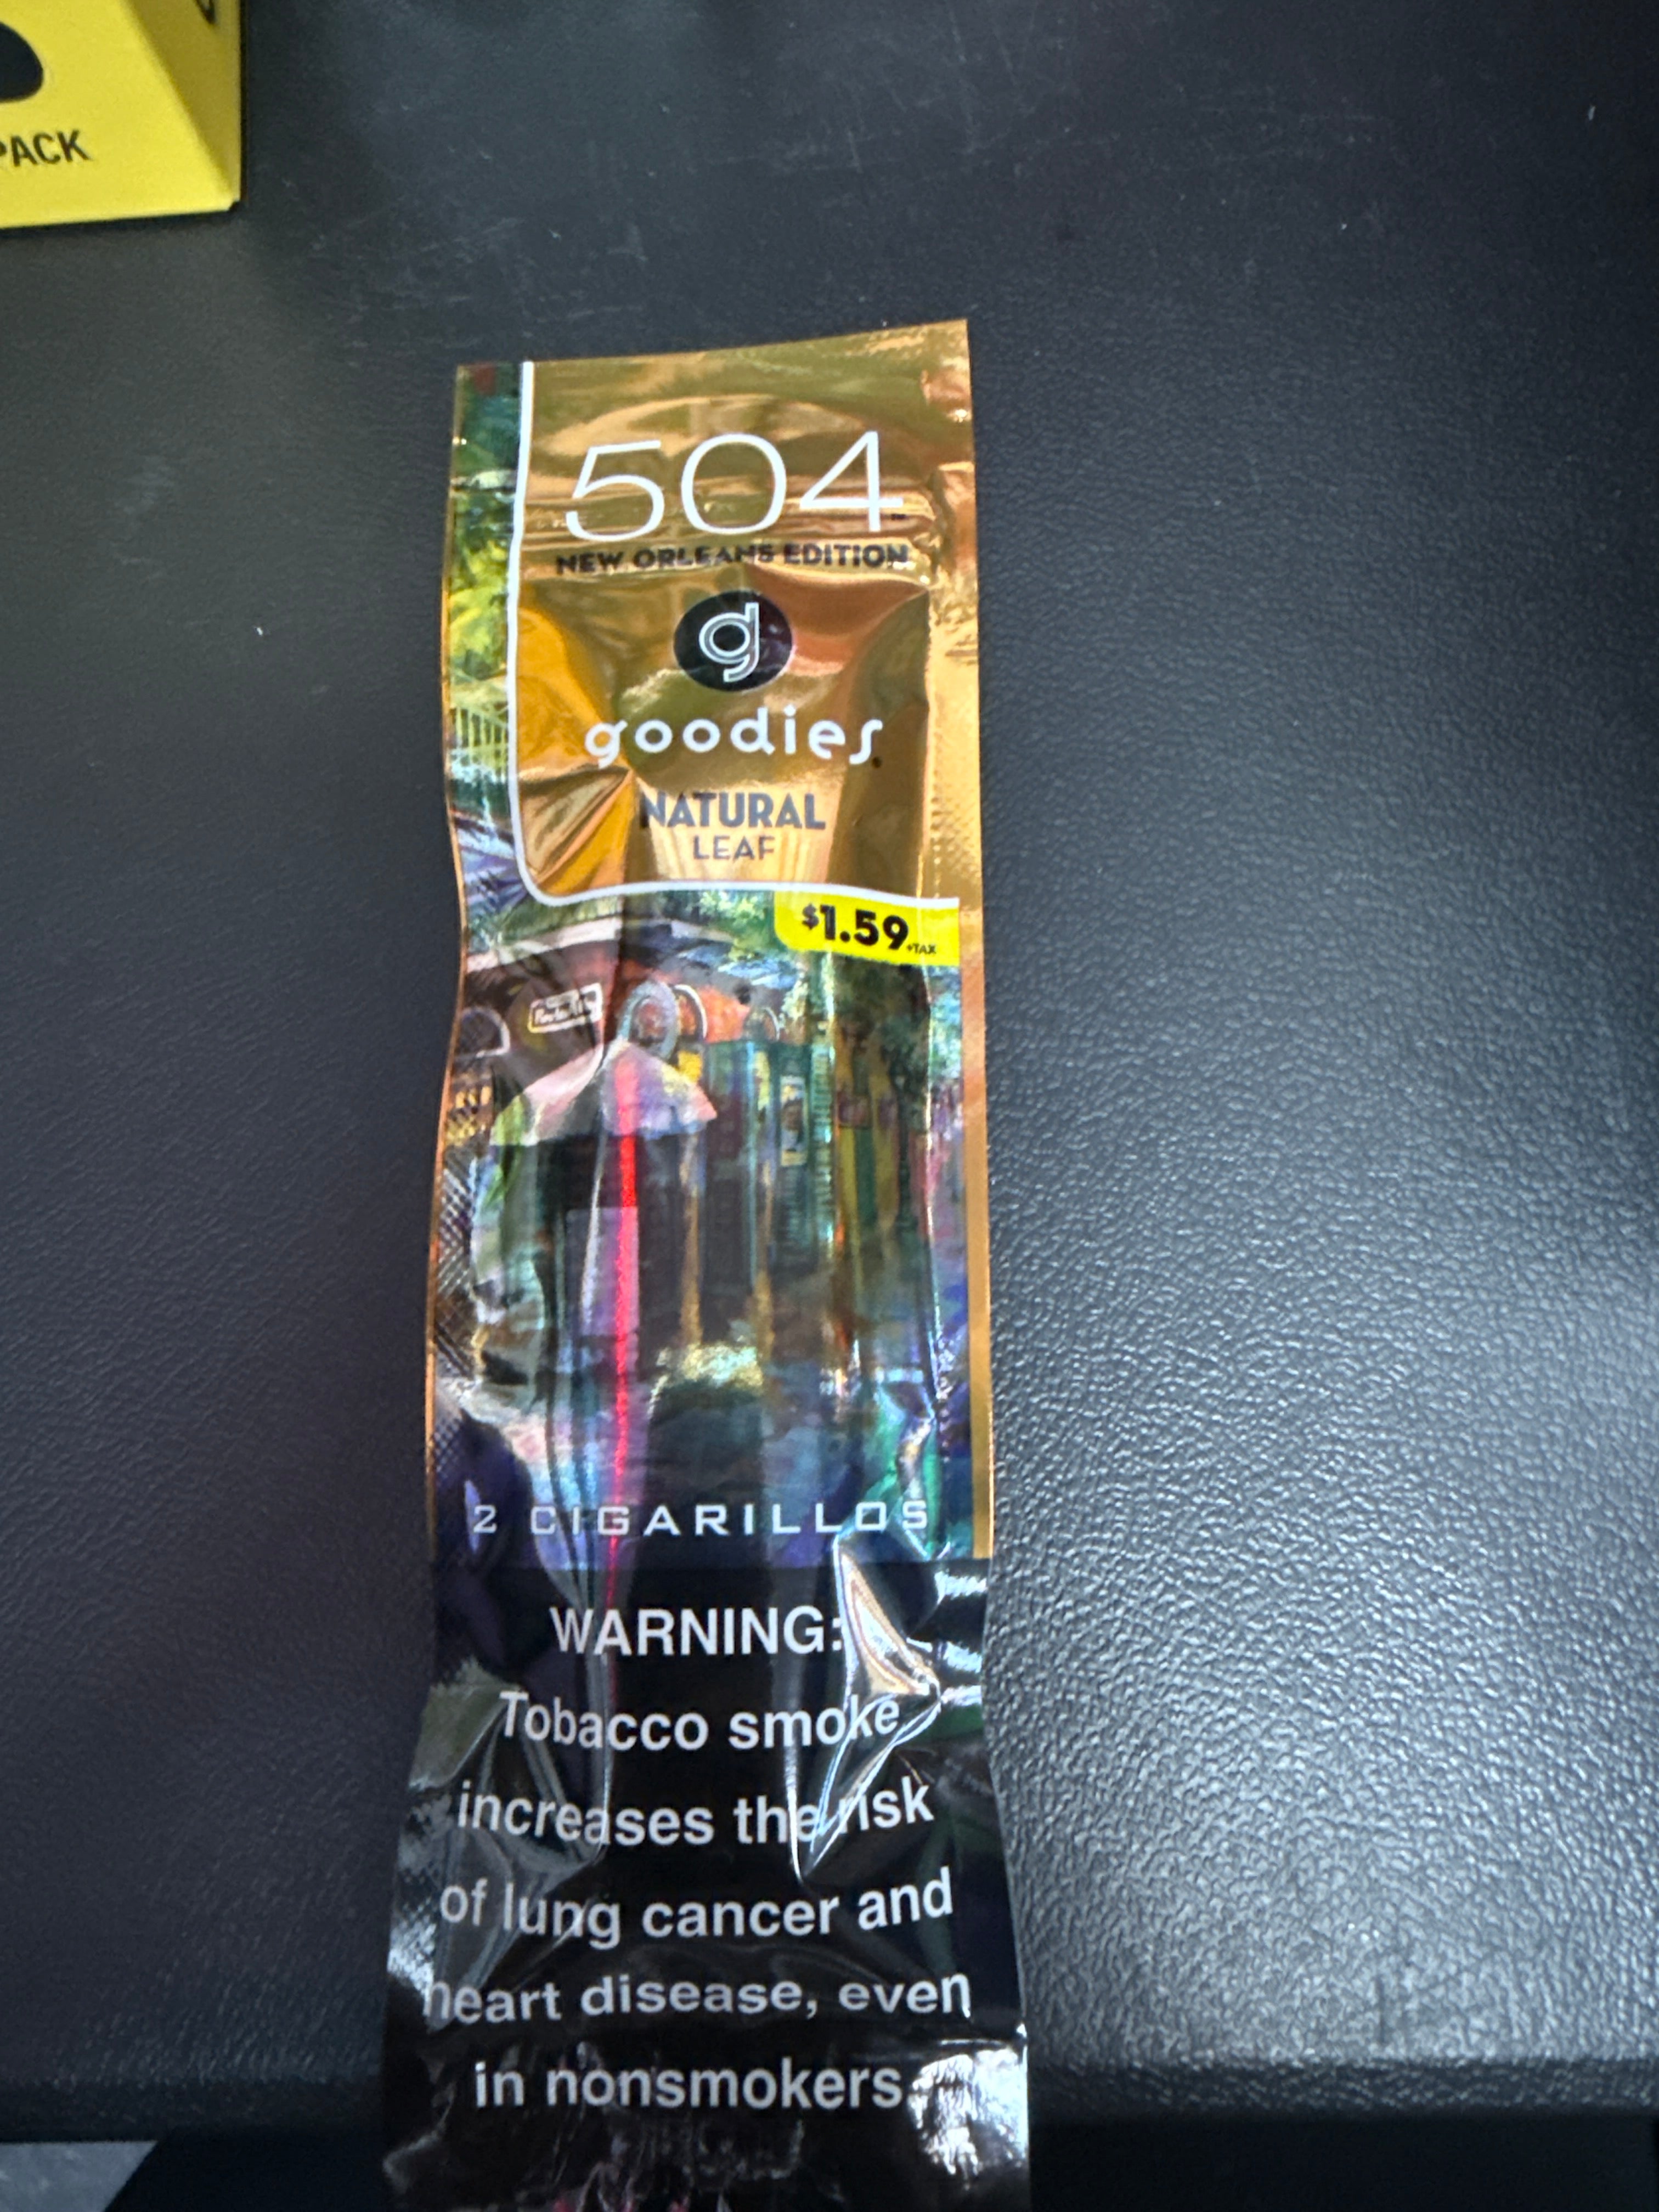 PACK
504
NEW ORLEANS EDITION
g
goodies
NATURAL
LEAF
$1.59 +TAX
2 CIGARILLOS
WARNING:
Tobacco smoke
increases the risk
of lung cancer and
heart disease, even
in nonsmokers.